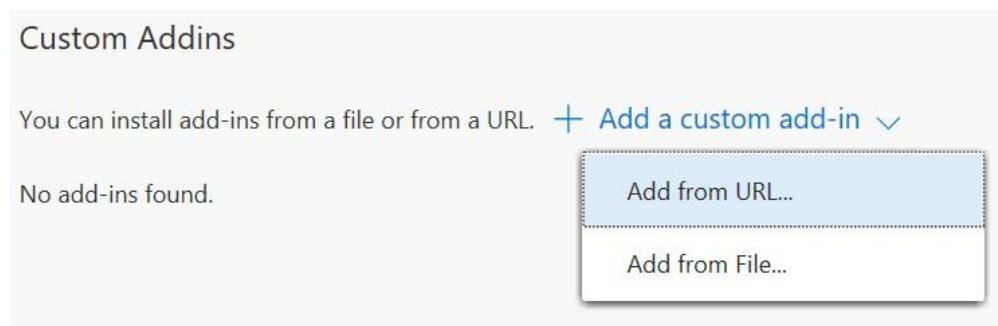 Custom Addins
You can install add-ins from a file or from a URL. + Add a custom add-in
No add-ins found.
Add from URL...
Add from File...